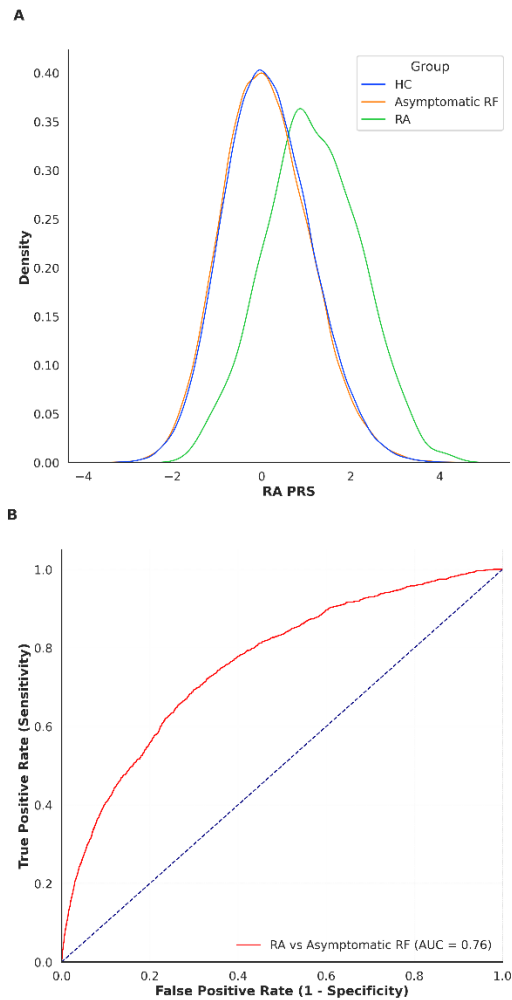 A
Group
HC
Asymptomatic RF
RA
0.40
0.35
0.30
0.25
0.20
0.15
0.10
0.05
0.00
Density
−4 −2 0 2 4
RA PRS
B
1.0
0.8
0.6
0.4
0.2
0.0
True Positive Rate (Sensitivity)
RA vs Asymptomatic RF (AUC = 0.76)
0.0 0.2 0.4 0.6 0.8 1.0
False Positive Rate (1 - Specificity)